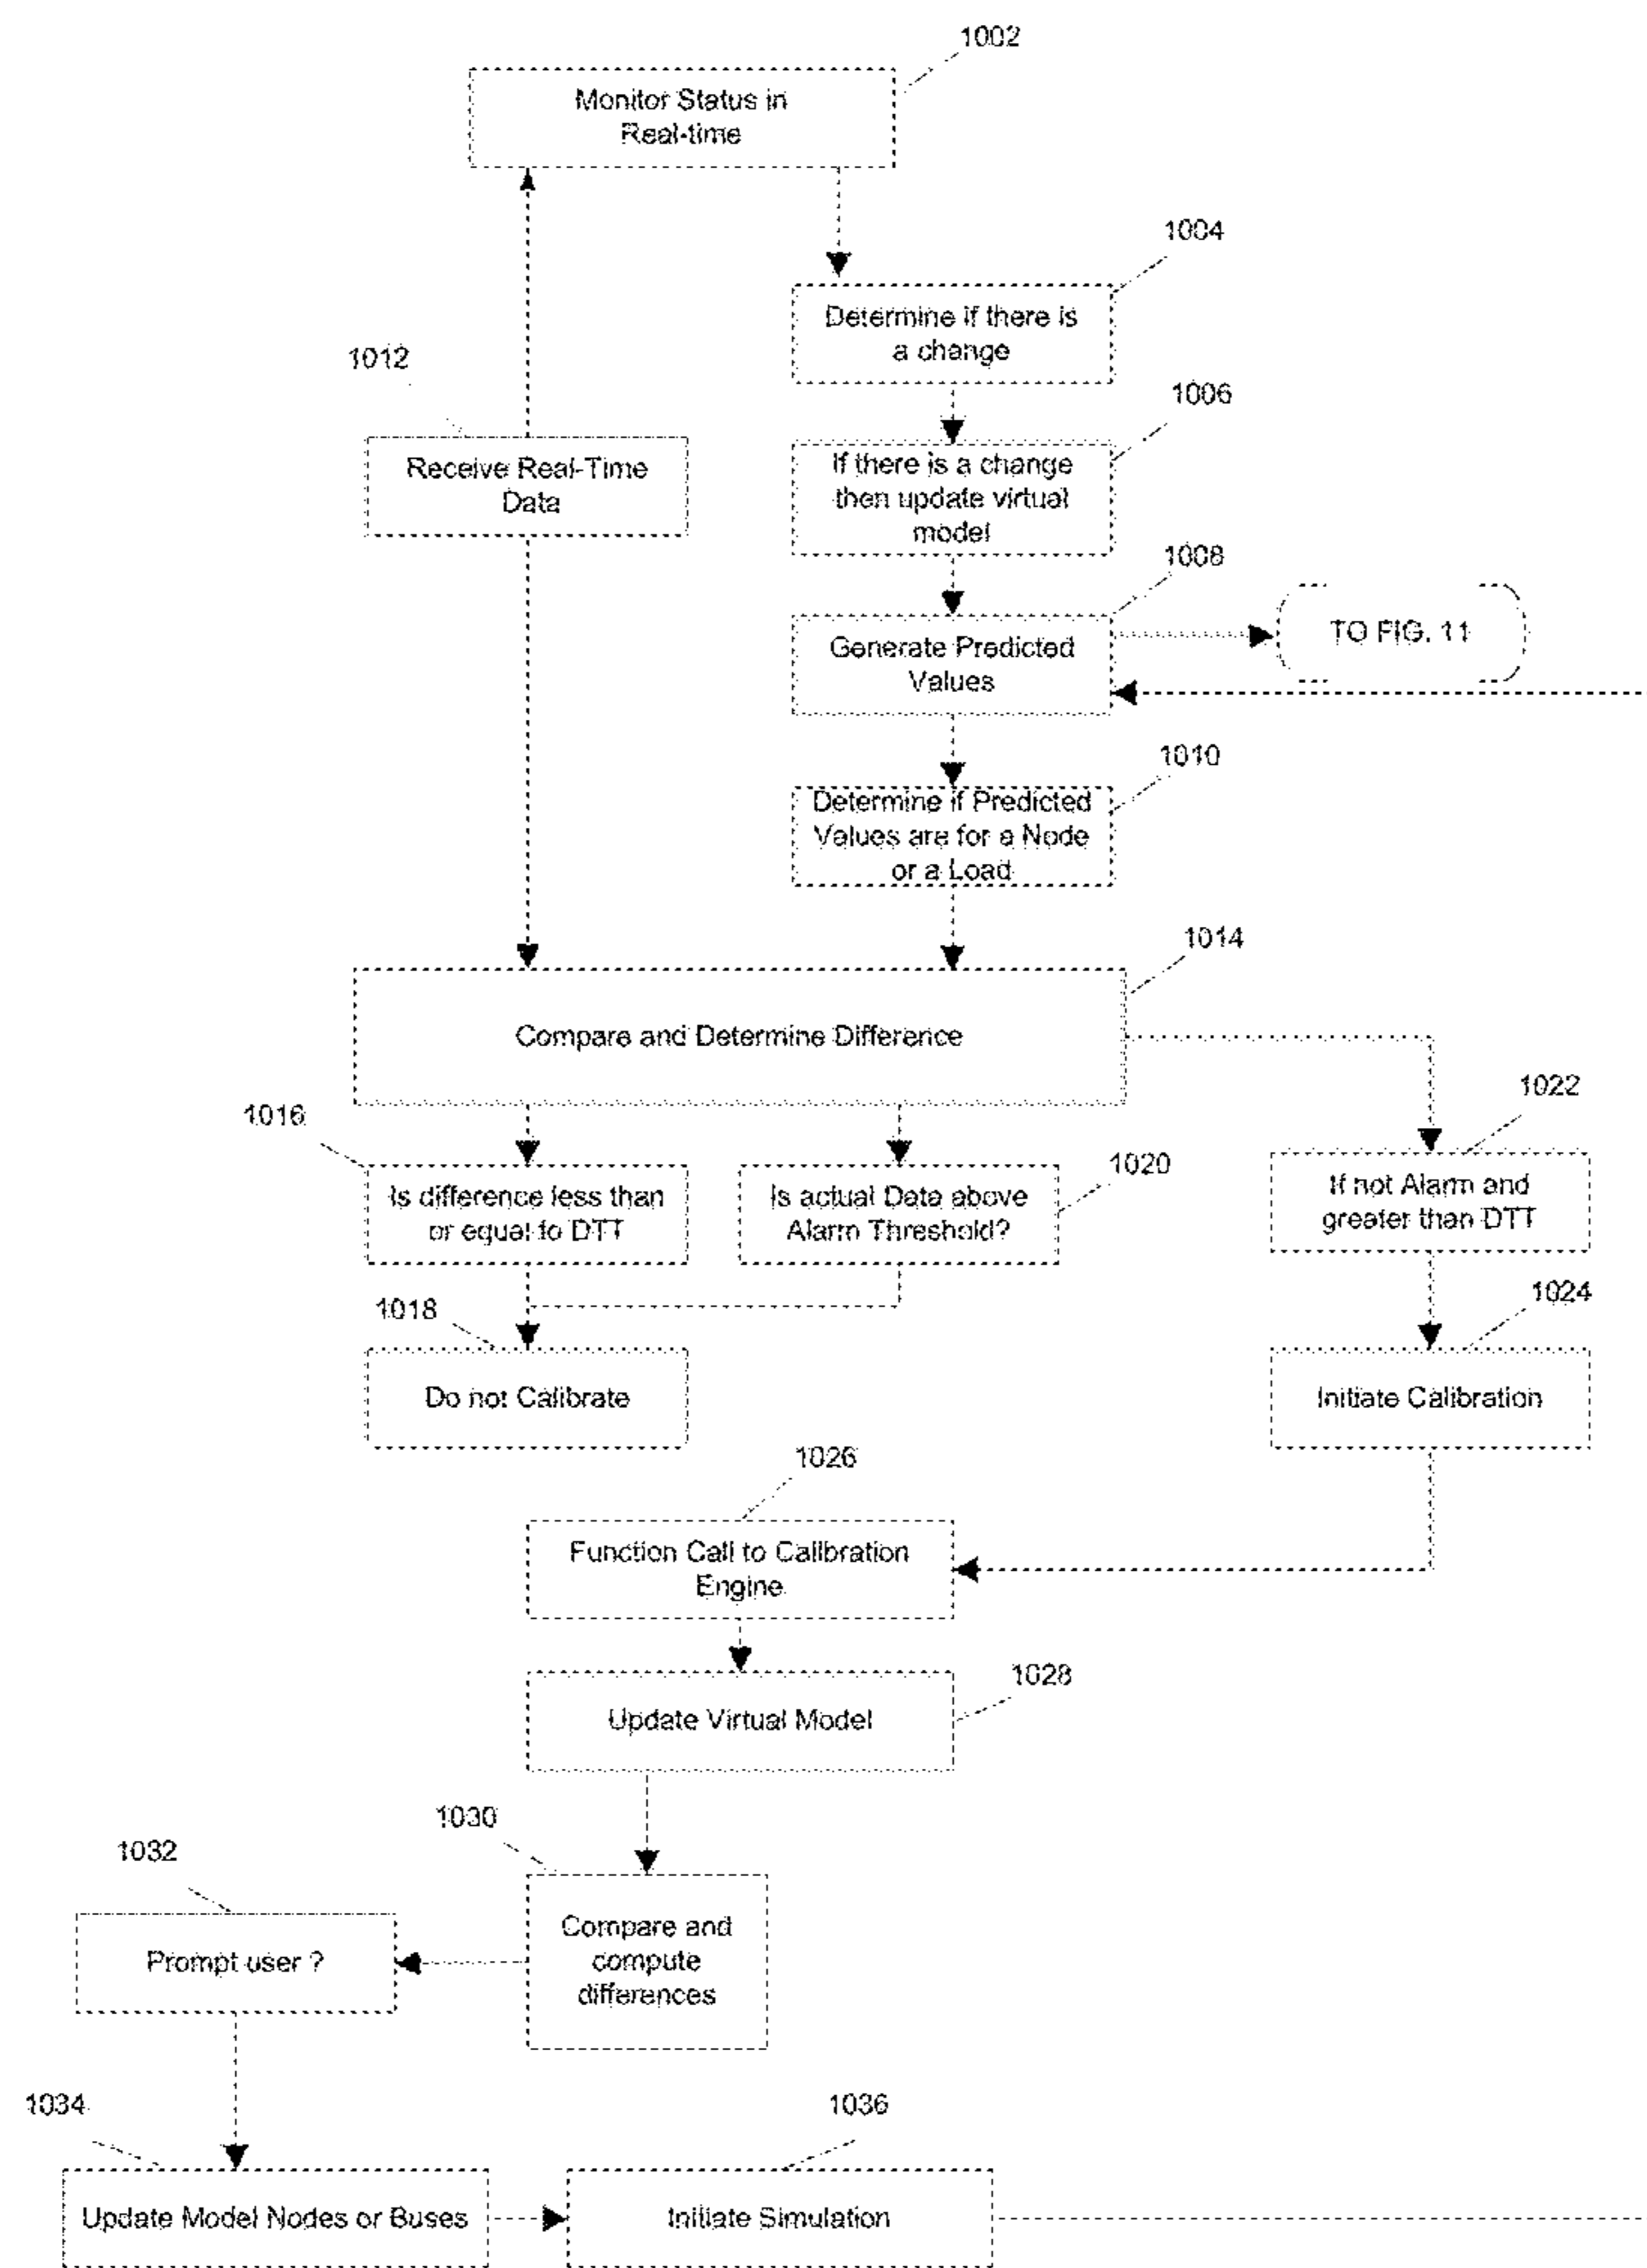 1002
Monitor Status in
Real-time
1004
Determine if there is
a change
1012
1006
Receive Real-Time
Data
If there is a change
then update virtual
model
1008
Generate Predicted
Values
TO FIG. 11
1010
Determine if Predicted
Values are for a Node
or a Load
1014
Compare and Determine Difference
1022
1016
1020
Is difference less than
or equal to DTT
Is actual Data above
Alarm Threshold?
If not Alarm and
greater than DTT
1018
1024
Do not Calibrate
Initiate Calibration
1026
Function Call to Calibration
Engine
1028
Update Virtual Model
1030
1032
Compare and
compute
differences
Prompt user ?
1034
1036
Update Model Nodes or Buses
Initiate Simulation